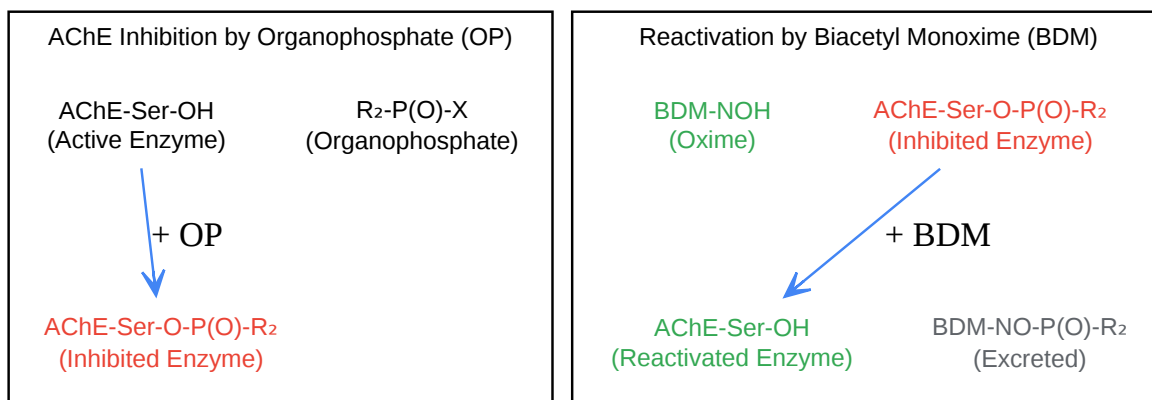 AChE Inhibition by Organophosphate (OP)
AChE-Ser-OH
(Active Enzyme)
R₂-P(O)-X
(Organophosphate)
+ OP
AChE-Ser-O-P(O)-R₂
(Inhibited Enzyme)
Reactivation by Biacetyl Monoxime (BDM)
BDM-NOH
(Oxime)
AChE-Ser-O-P(O)-R₂
(Inhibited Enzyme)
+ BDM
AChE-Ser-OH
(Reactivated Enzyme)
BDM-NO-P(O)-R₂
(Excreted)